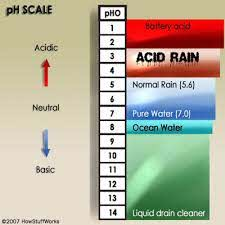 pH SCALE
pHO
1
2
3
4
5
6
7
8
9
10
11
12
13
14
Acidic
Neutral
Basic
Battery acid
ACID RAIN
Normal Rain (5.6)
Pure Water (7.0)
Ocean Water
Liquid drain cleaner
©2007 HowStuffWorks